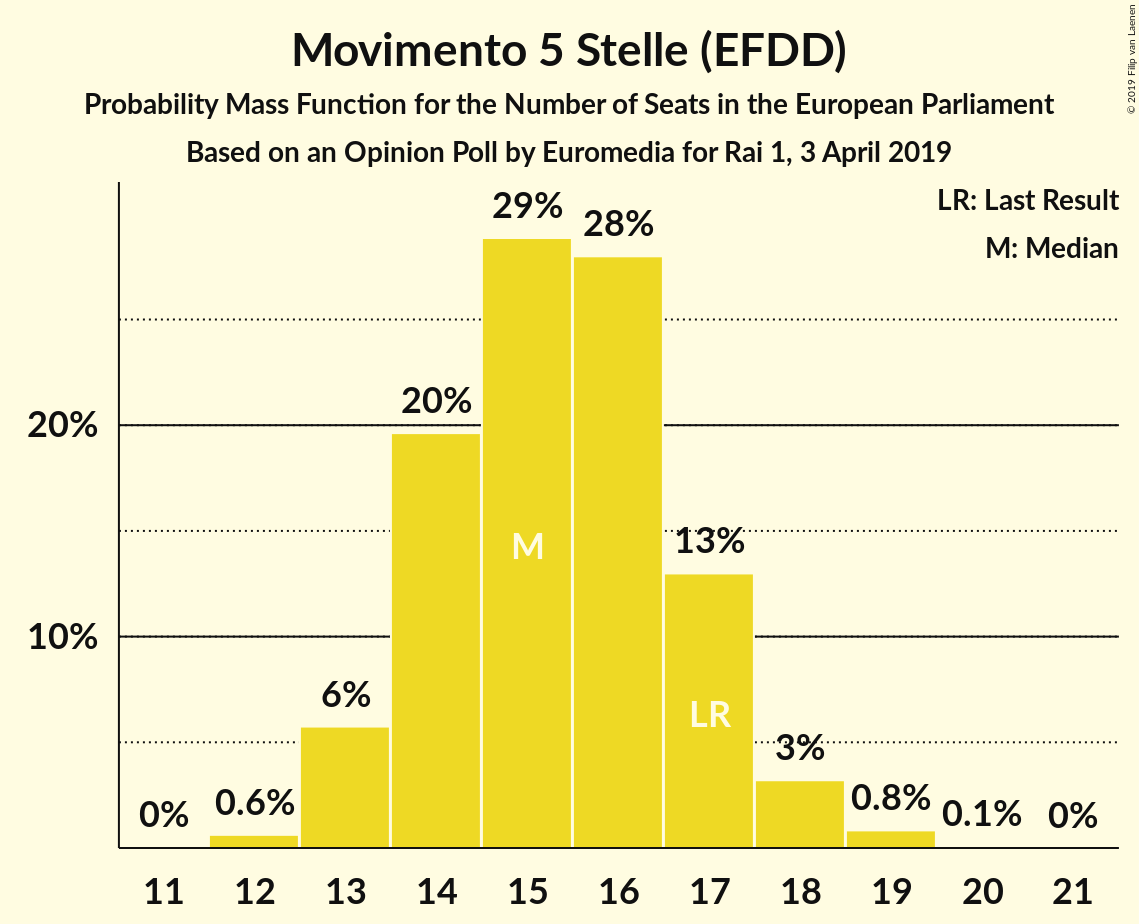 Movimento 5 Stelle (EFDD)
Probability Mass Function for the Number of Seats in the European Parliament
Based on an Opinion Poll by Euromedia for Rai 1, 3 April 2019
© 2019 Filip van Laenen
LR: Last Result
M: Median
29%
28%
20%
20%
M
13%
10%
6%
LR
3%
0%
0.6%
0.8%
0.1%
0%
11 12 13 14 15 16 17 18 19 20 21